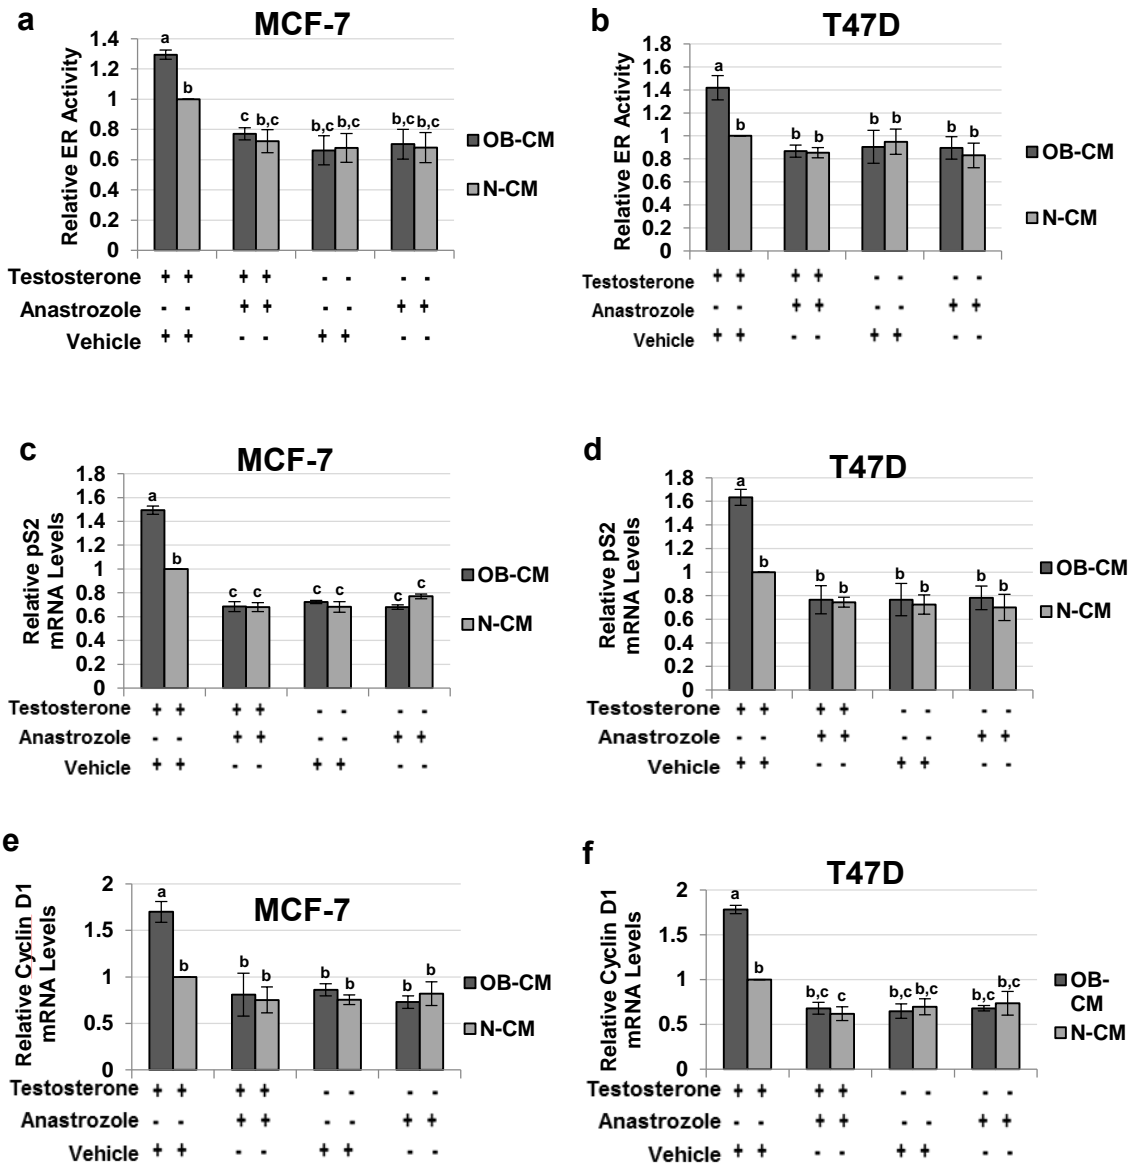 a
MCF-7
Relative ER Activity
1.4
1.2
1
0.8
0.6
0.4
0.2
0
a
b
c
b,c
b,c
b,c
b,c
b,c
OB-CM
N-CM
Testosterone + + + + - - - -
Anastrozole - - + + - - + +
Vehicle + + - - + + - -
b
T47D
Relative ER Activity
1.8
1.6
1.4
1.2
1
0.8
0.6
0.4
0.2
0
a
b
b
b
b
b
b
b
OB-CM
N-CM
Testosterone + + + + - - - -
Anastrozole - - + + - - + +
Vehicle + + - - + + - -
c
MCF-7
Relative pS2
mRNA Levels
1.8
1.6
1.4
1.2
1
0.8
0.6
0.4
0.2
0
a
b
c
c
c
c
c
c
OB-CM
N-CM
Testosterone + + + + - - - -
Anastrozole - - + + - - + +
Vehicle + + - - + + - -
d
T47D
Relative pS2
mRNA Levels
1.8
1.6
1.4
1.2
1
0.8
0.6
0.4
0.2
0
a
b
b
b
b
b
b
b
OB-CM
N-CM
Testosterone + + + + - - - -
Anastrozole - - + + - - + +
Vehicle + + - - + + - -
e
MCF-7
Relative Cyclin D1
mRNA Levels
2
1.5
1
0.5
0
a
b
b
b
b
b
b
b
OB-CM
N-CM
Testosterone + + + + - - - -
Anastrozole - - + + - - + +
Vehicle + + - - + + - -
f
T47D
Relative Cyclin D1
mRNA Levels
2
1.5
1
0.5
0
a
b
b,c
c
b,c
b,c
b,c
b,c
OB-
CM
N-CM
Testosterone + + + + - - - -
Anastrozole - - + + - - + +
Vehicle + + - - + + - -